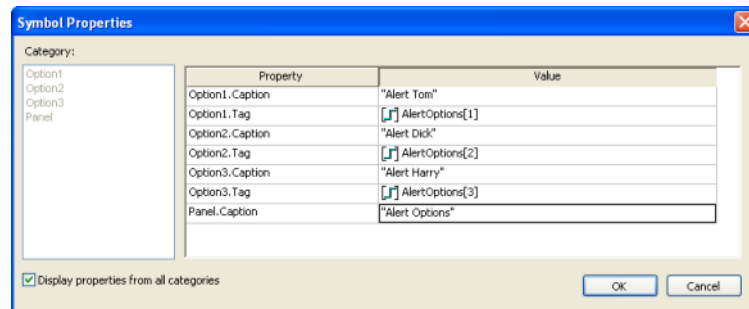 Symbol Properties
Category:
Option1
Option2
Option3
Panel
Property Value
Option1.Caption "Alert Tom"
Option1.Tag AlertOptions[1]
Option2.Caption "Alert Dick"
Option2.Tag AlertOptions[2]
Option3.Caption "Alert Harry"
Option3.Tag AlertOptions[3]
Panel.Caption "Alert Options"
Display properties from all categories
OK Cancel